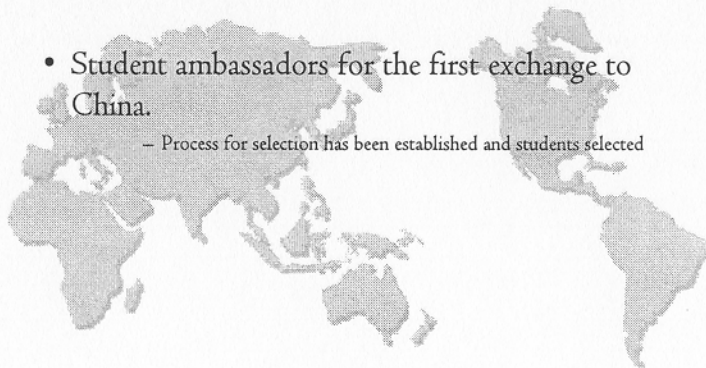 • Student ambassadors for the first exchange to
China.
– Process for selection has been established and students selected